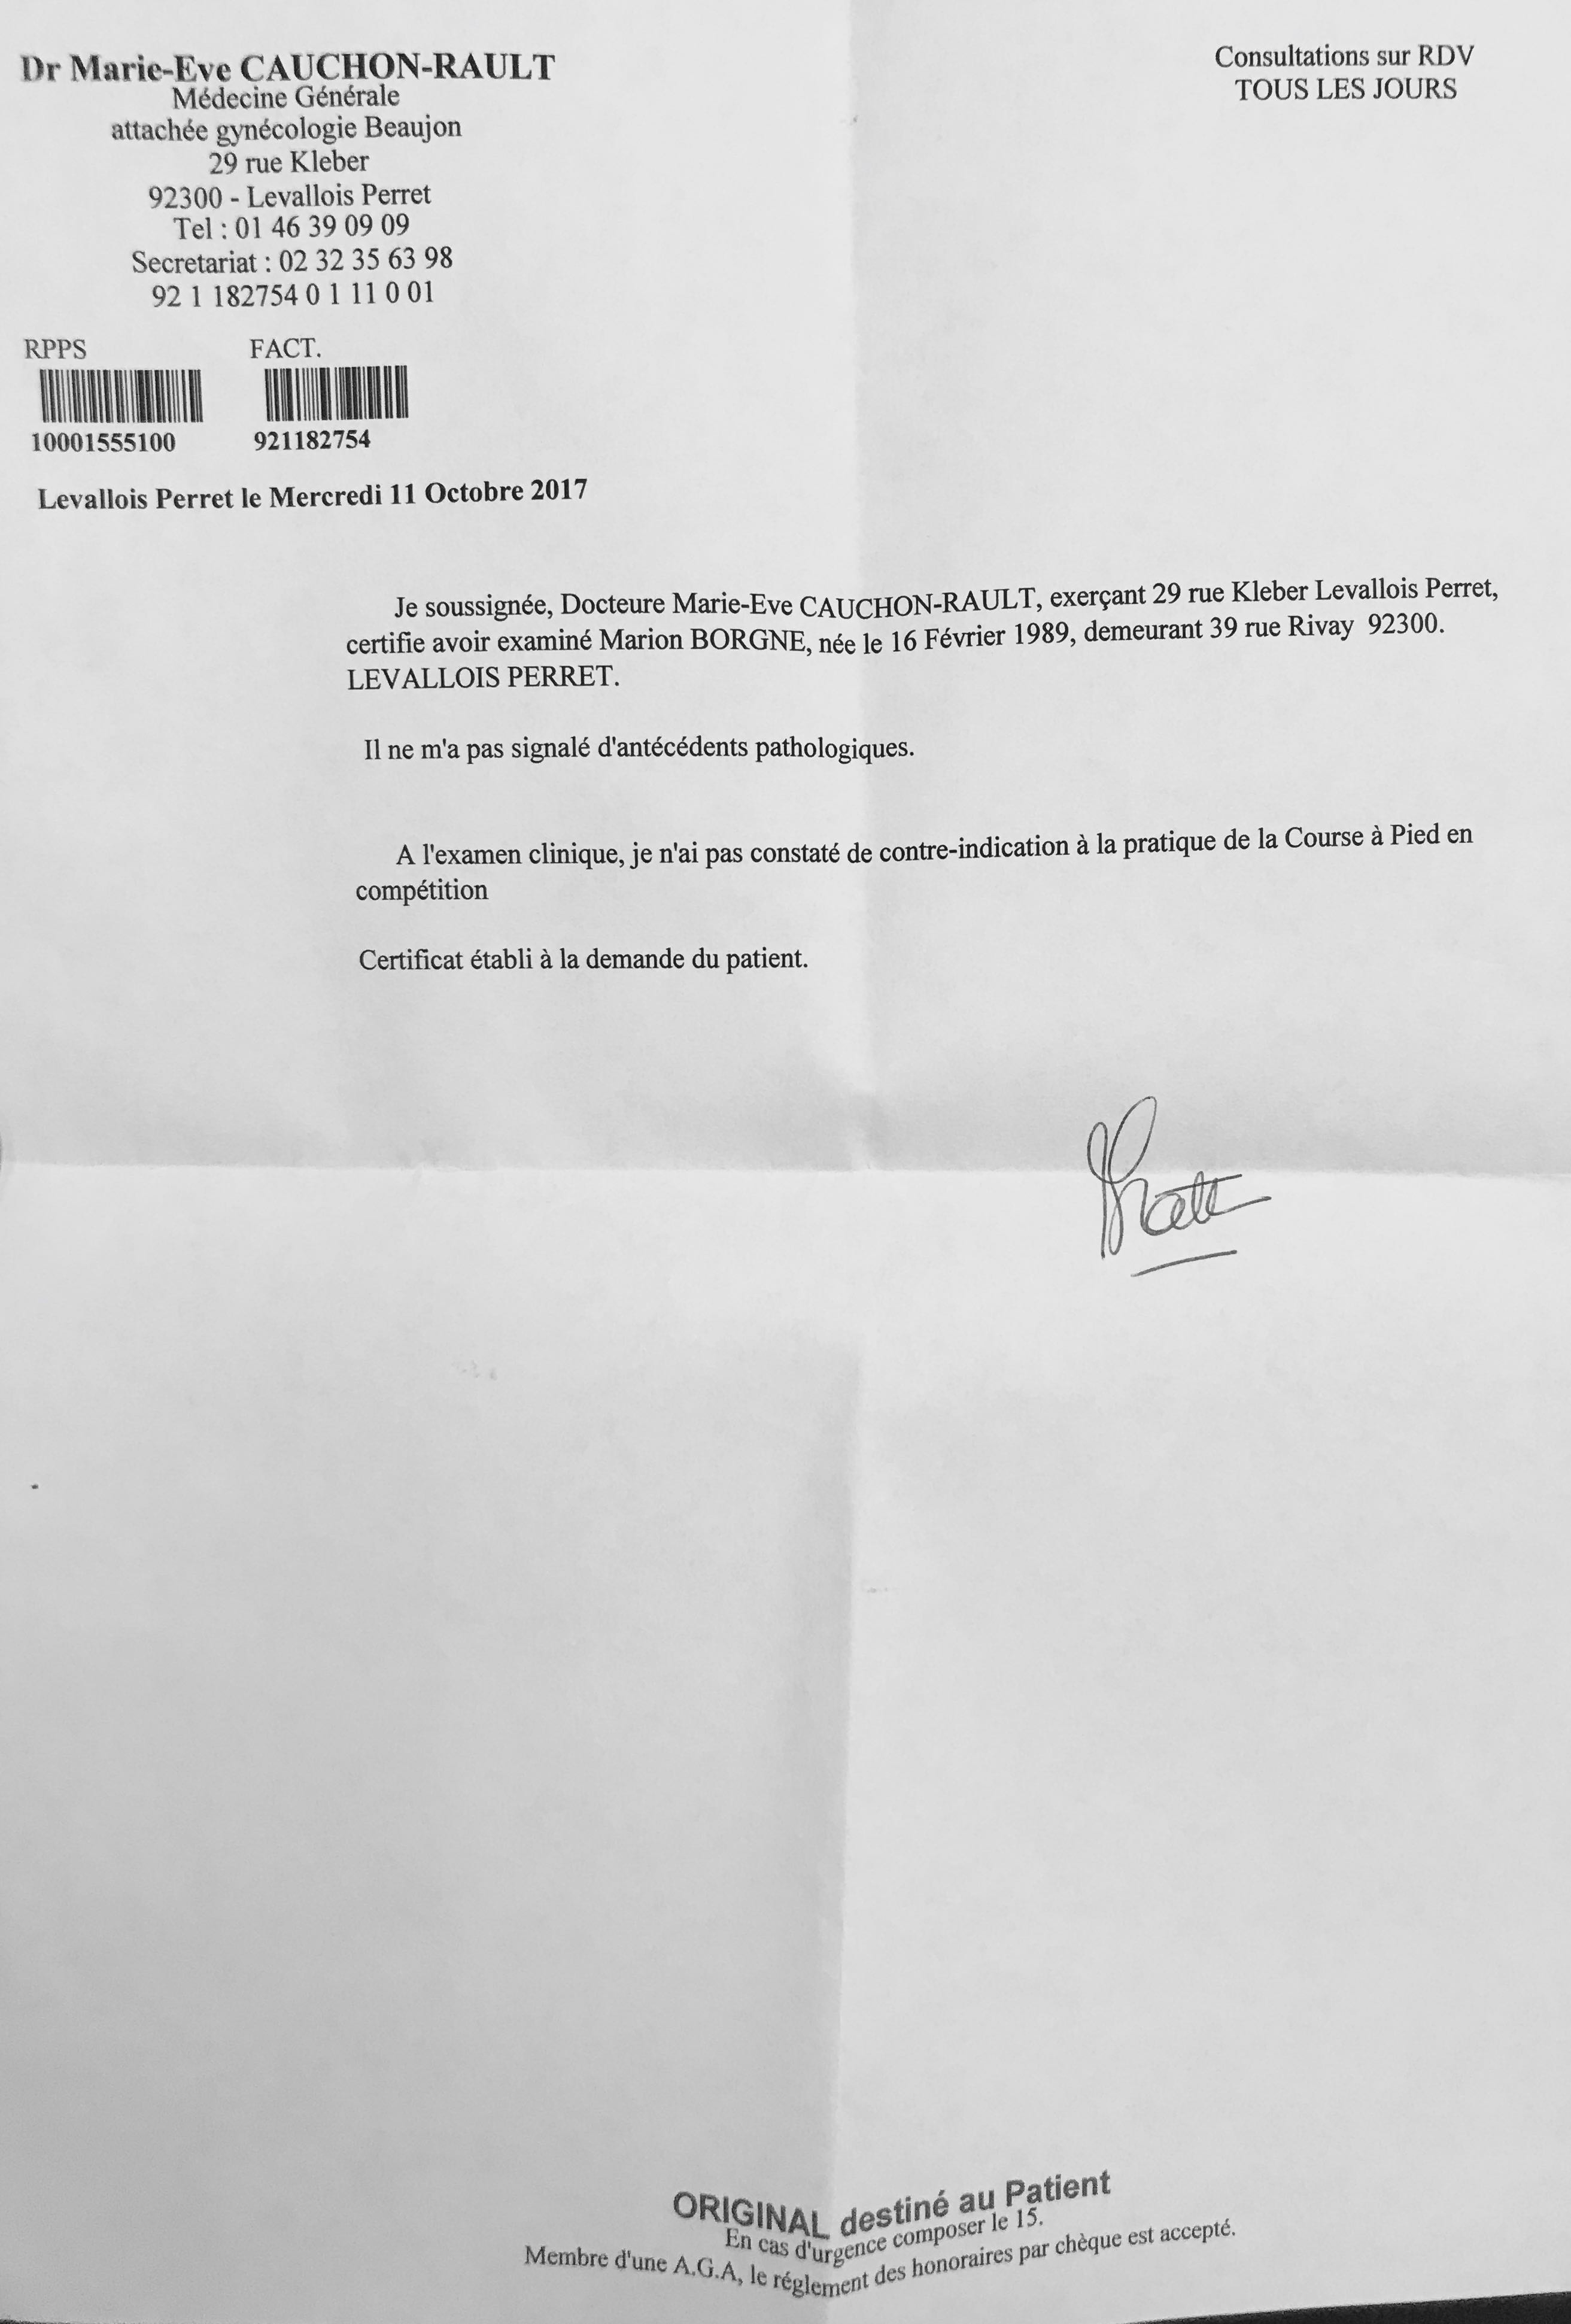 Dr Marie-Eve CAUCHON-RAULT
Médecine Générale
attachée gynécologie Beaujon
29 rue Kleber
92300 - Levallois Perret
Tel : 01 46 39 09 09
Secretariat : 02 32 35 63 98
92 1 182754 0 1 11 0 01
Consultations sur RDV
TOUS LES JOURS
RPPS FACT.
10001555100 921182754
Levallois Perret le Mercredi 11 Octobre 2017
Je soussignée, Docteure Marie-Eve CAUCHON-RAULT, exerçant 29 rue Kleber Levallois Perret,
certifie avoir examiné Marion BORGNE, née le 16 Février 1989, demeurant 39 rue Rivay 92300.
LEVALLOIS PERRET.
Il ne m'a pas signalé d'antécédents pathologiques.
A l'examen clinique, je n'ai pas constaté de contre-indication à la pratique de la Course à Pied en
compétition
Certificat établi à la demande du patient.
ORIGINAL destiné au Patient
En cas d'urgence composer le 15.
Membre d'une A.G.A, le réglement des honoraires par chèque est accepté.